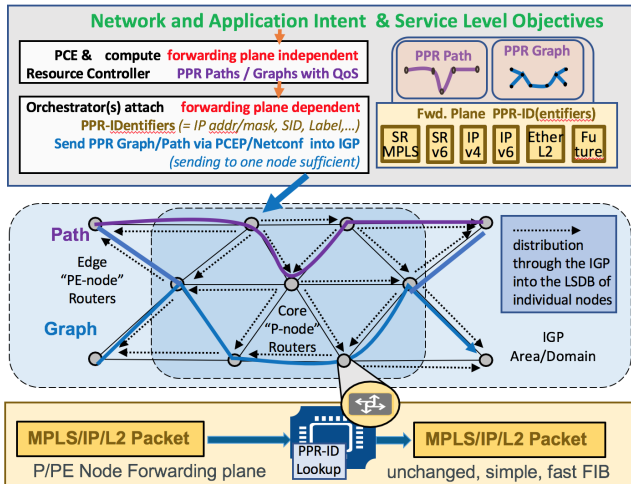 Network and Application Intent & Service Level Objectives
PCE & compute forwarding plane independent
Resource Controller PPR Paths / Graphs with QoS
Orchestrator(s) attach forwarding plane dependent
PPR-IDentifiers (= IP addr/mask, SID, Label,...)
Send PPR Graph/Path via PCEP/Netconf into IGP
(sending to one node sufficient)
PPR Path
PPR Graph
Fwd. Plane PPR-ID(entifiers)
SR
MPLS
SR
v6
IP
v4
IP
v6
Ether
L2
Fu
ture
Path
Edge
"PE-node"
Routers
Graph
Core
"P-node"
Routers
distribution
through the IGP
into the LSDB of
individual nodes
IGP
Area/Domain
MPLS/IP/L2 Packet
PPR-ID
Lookup
MPLS/IP/L2 Packet
P/PE Node Forwarding plane
unchanged, simple, fast FIB